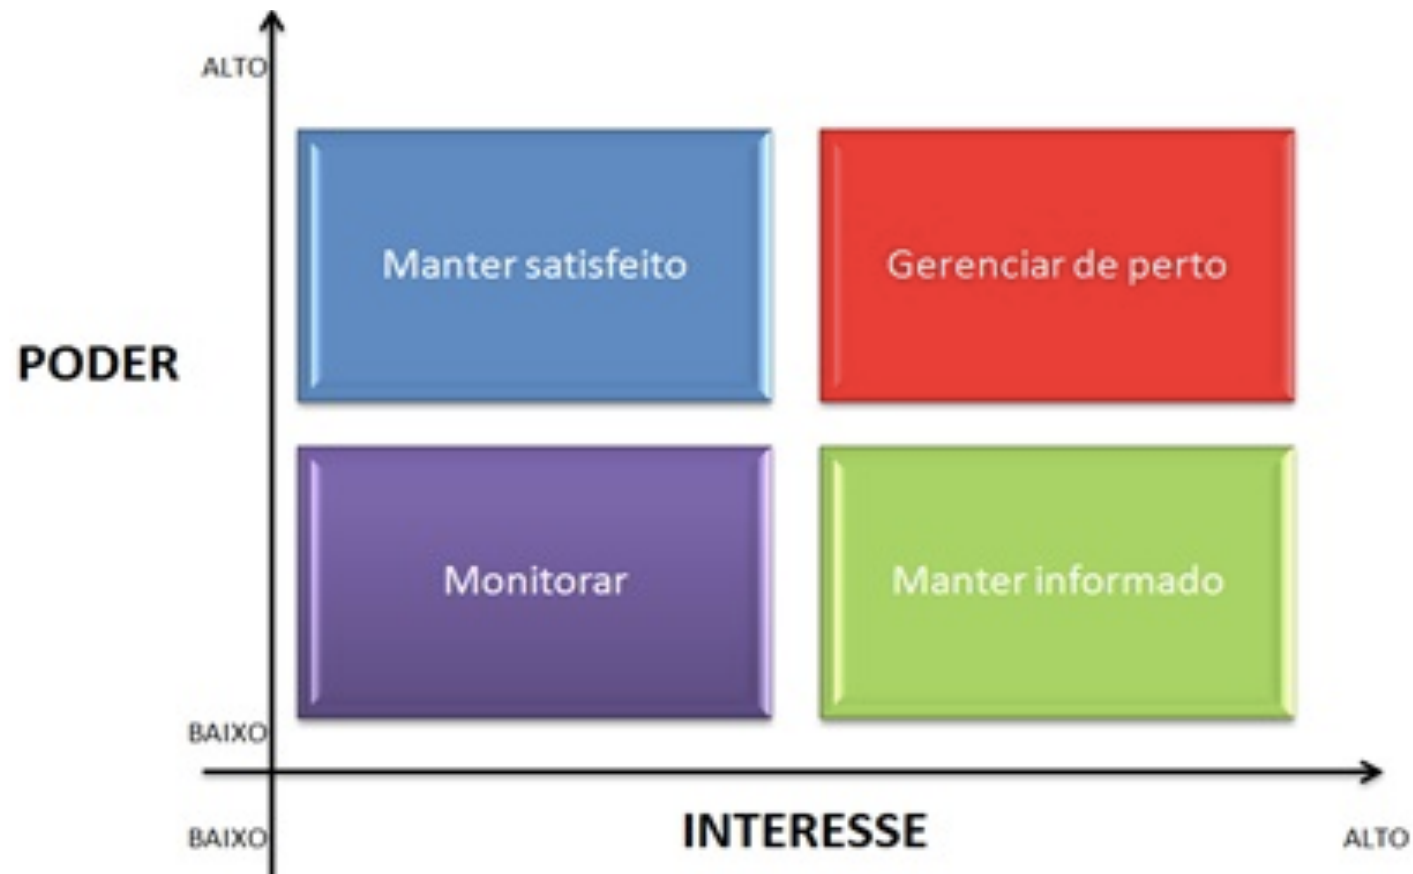 ALTO
Manter satisfeito
Gerenciar de perto
PODER
Monitorar
Manter informado
BAIXO
BAIXO
INTERESSE
ALTO